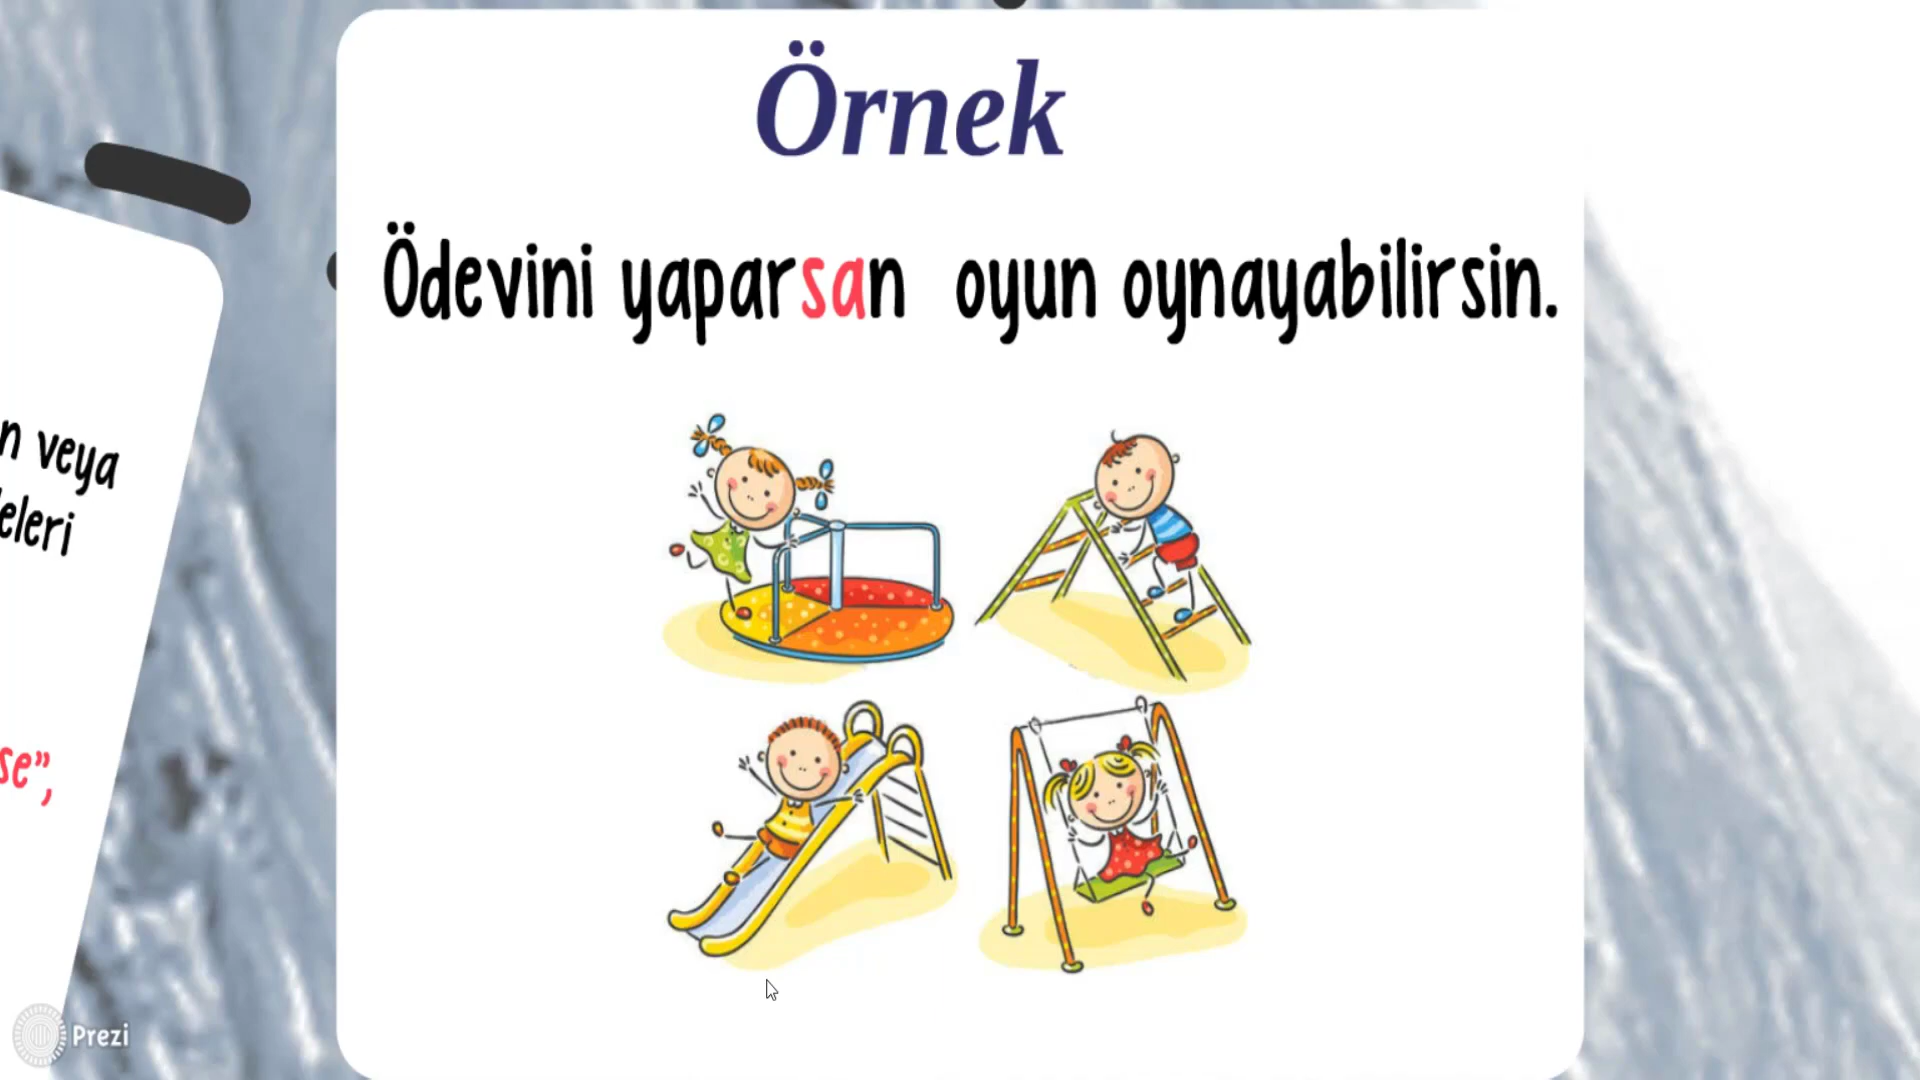 Örnek
Ödevini yaparsan oyun oynayabilirsin.
n veya
eleri
se",
Prezi